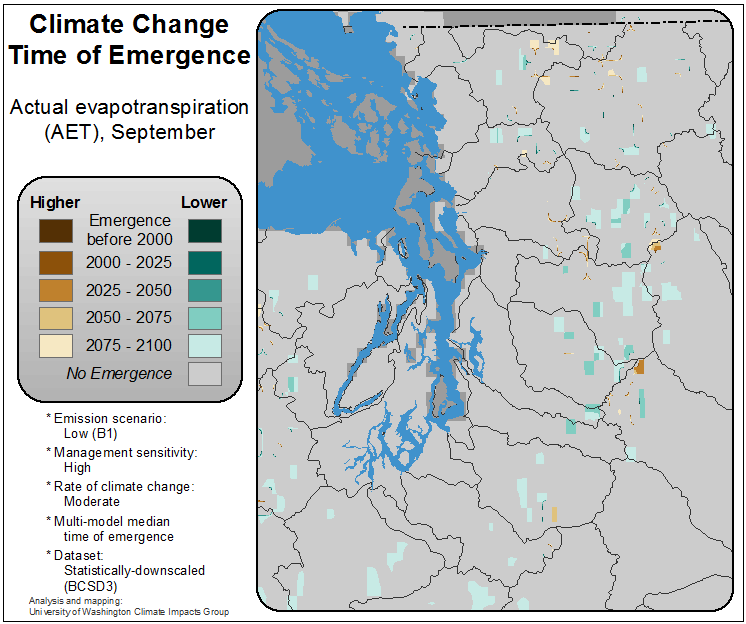 Climate Change
Time of Emergence
Actual evapotranspiration
(AET), September
Higher Lower
Emergence
before 2000
2000 - 2025
2025 - 2050
2050 - 2075
2075 - 2100
No Emergence
* Emission scenario:
Low (B1)
* Management sensitivity:
High
* Rate of climate change:
Moderate
* Multi-model median
time of emergence
* Dataset:
Statistically-downscaled
(BCSD3)
Analysis and mapping:
University of Washington Climate Impacts Group